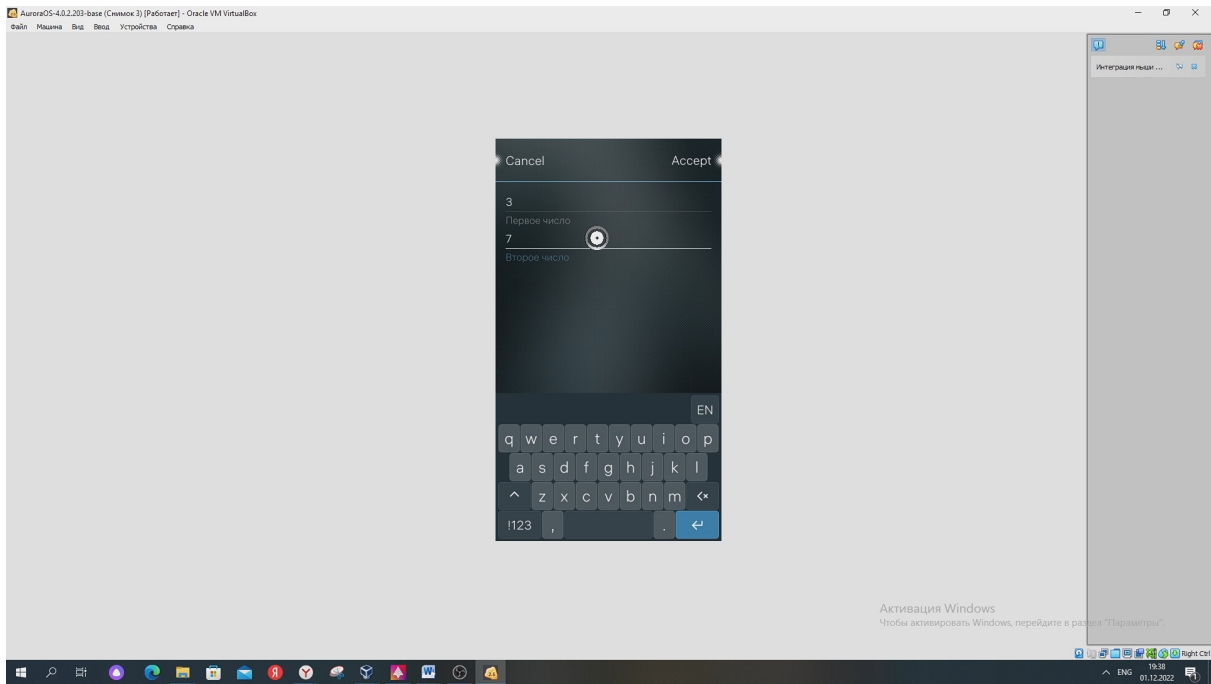 AuroraOS-4.0.2.203-base (Снимок 3) [Работает] - Oracle VM VirtualBox
Файл Машина Вид Ввод Устройства Справка
Интеграция мыши ...
Cancel Accept
3
Первое число
7
Второе число
EN
q w e r t y u i o p
a s d f g h j k l
z x c v b n m
!123 , .
Активация Windows
Чтобы активировать Windows, перейдите в раздел "Параметры".
Right Ctrl
ENG
19:38
01.12.2022